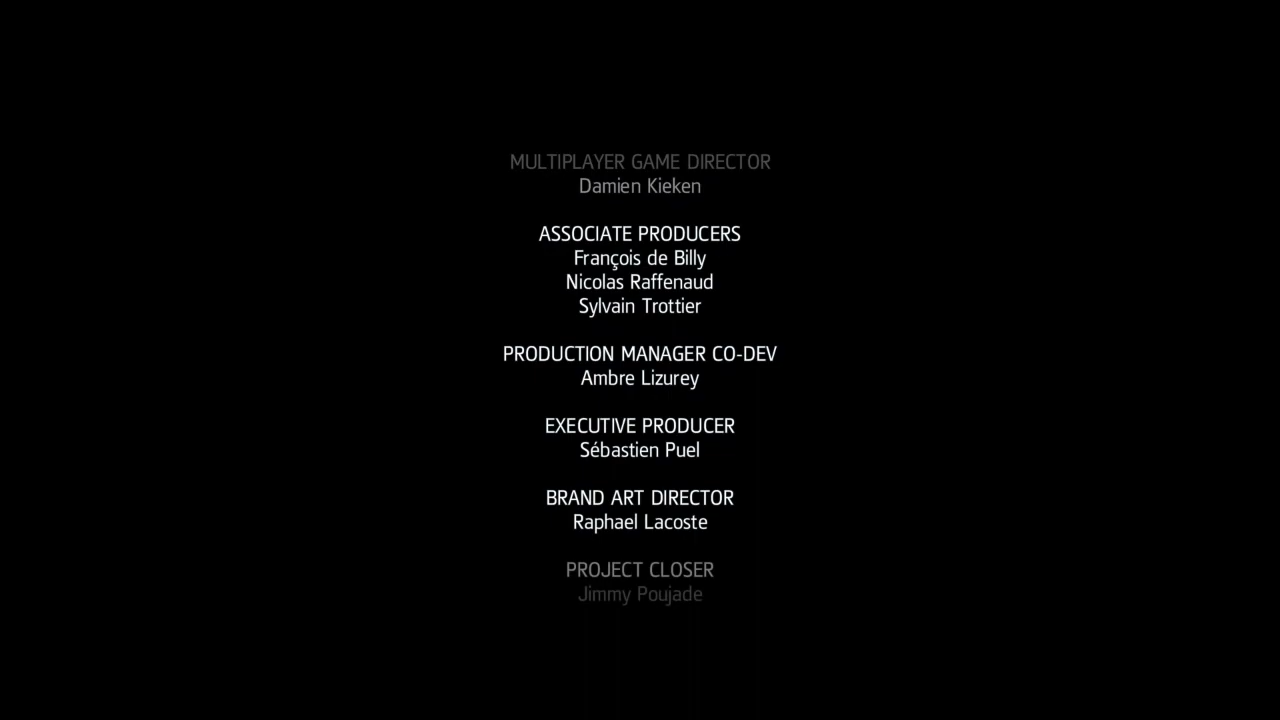 MULTIPLAYER GAME DIRECTOR
Damien Kieken
ASSOCIATE PRODUCERS
François de Billy
Nicolas Raffenaud
Sylvain Trottier
PRODUCTION MANAGER CO-DEV
Ambre Lizurey
EXECUTIVE PRODUCER
Sébastien Puel
BRAND ART DIRECTOR
Raphael Lacoste
PROJECT CLOSER
Jimmy Poujade